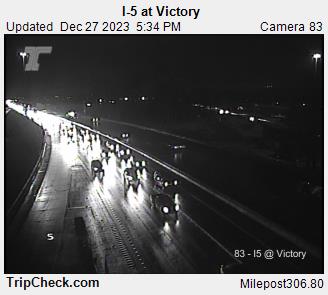 I-5 at Victory
Updated Dec 27 2023 5:34 PM Camera 83
T
S
83 - I5 @ Victory
TripCheck.com Milepost306.80